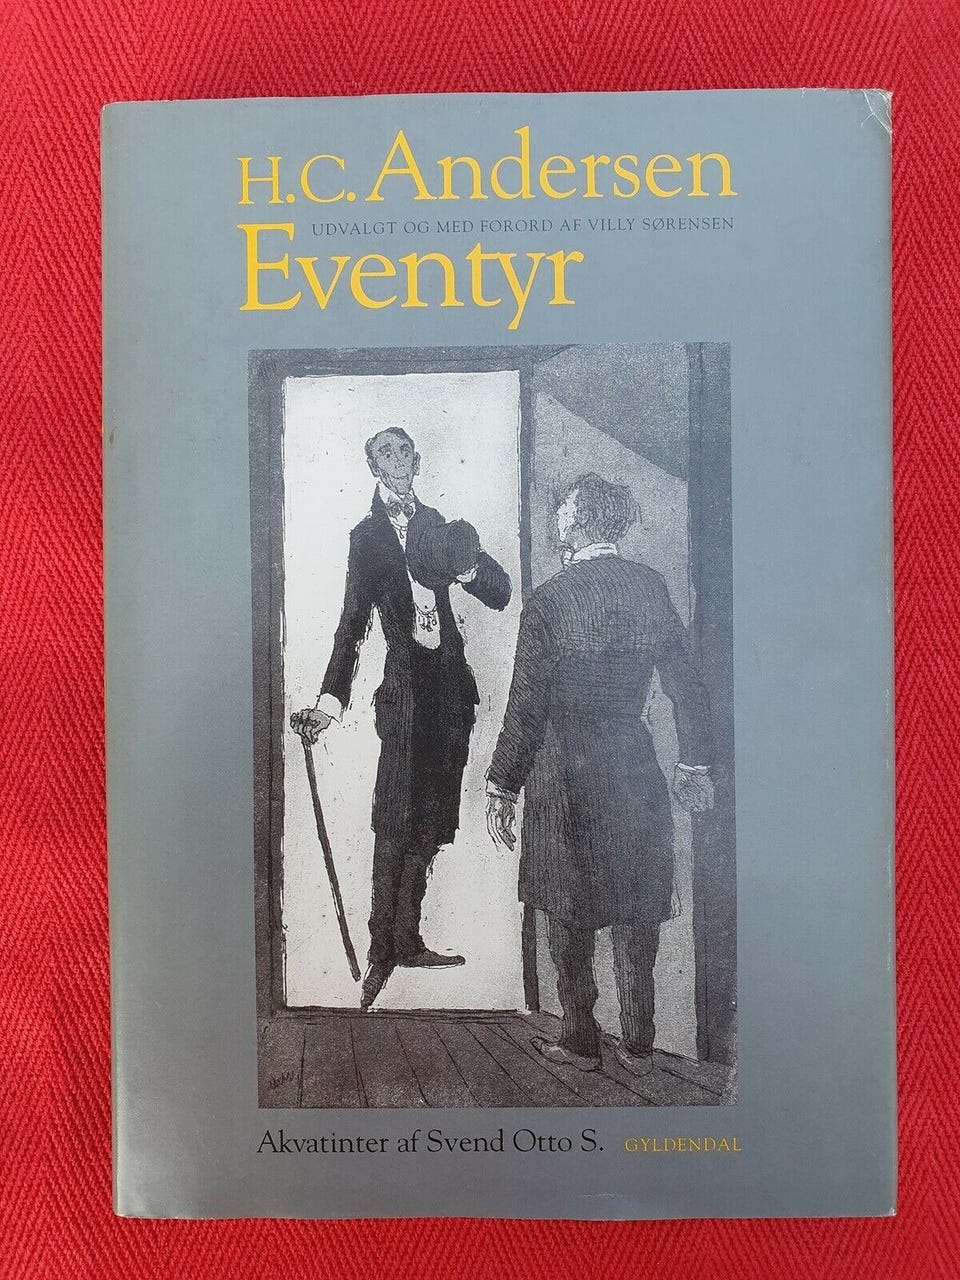 H.C. Andersen
UDVALGT OG MED FORORD AF VILLY SØRENSEN
Eventyr
Akvatinter af Svend Otto S. GYLDENDAL